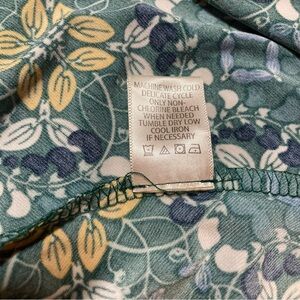 MACHINE WASH COLD
DELICATE CYCLE
ONLY NON-
CHLORINE BLEACH
WHEN NEEDED
TUMBLE DRY LOW
COOL IRON
IF NECESSARY